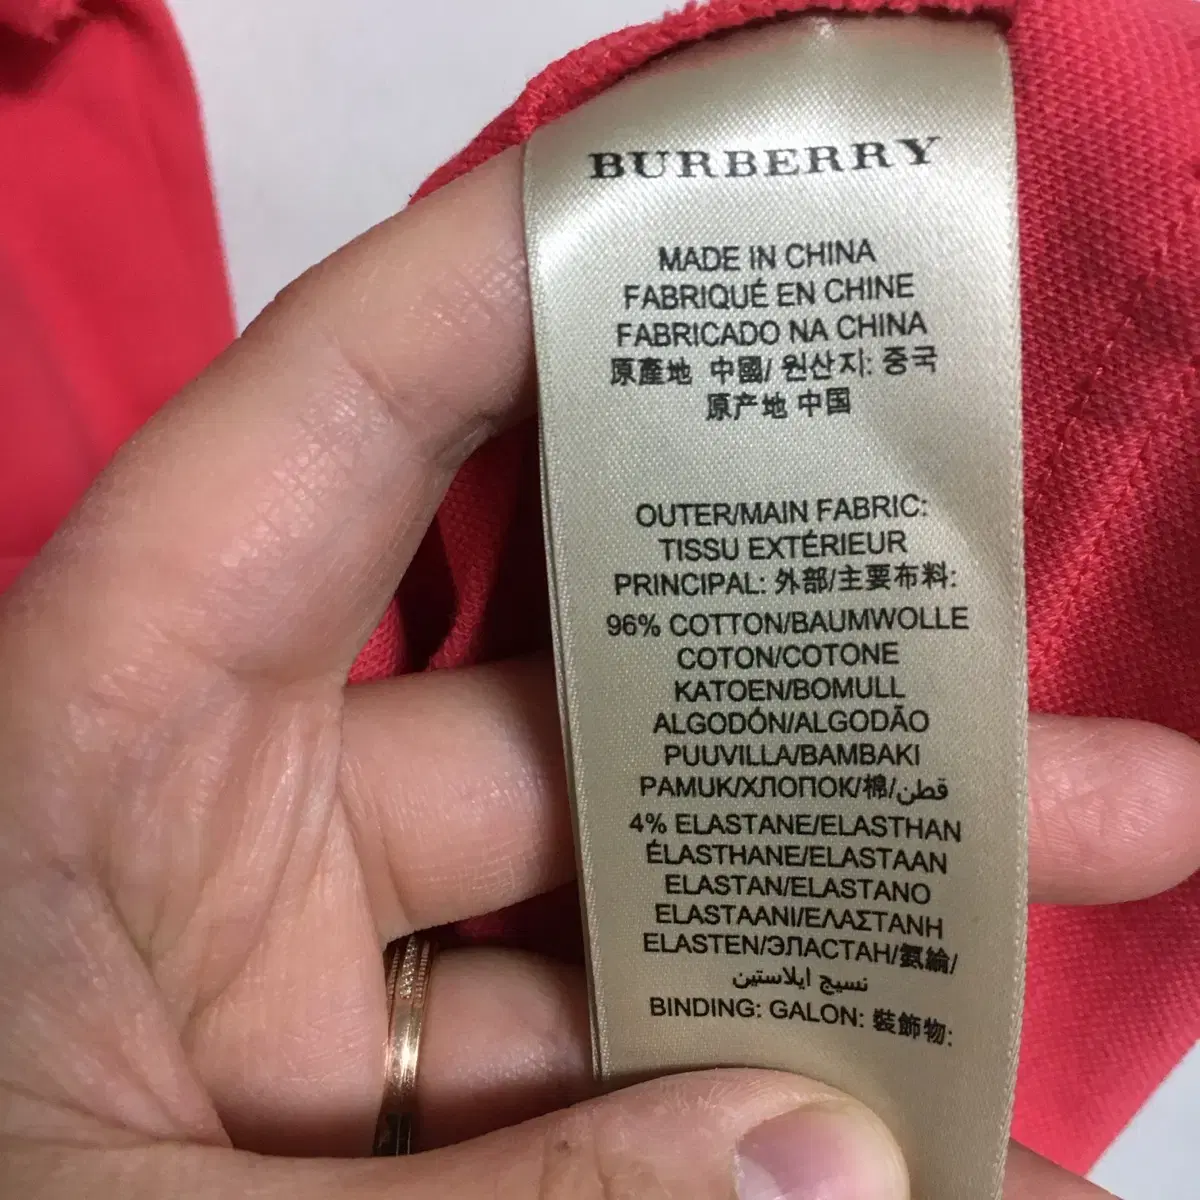 BURBERRY
MADE IN CHINA
FABRIQUÉ EN CHINE
FABRICADO NA CHINA
原產地 中國/ 원산지: 중국
原产地 中国
OUTER/MAIN FABRIC:
TISSU EXTÉRIEUR
PRINCIPAL: 外部/主要布料:
96% COTTON/BAUMWOLLE
COTON/COTONE
KATOEN/BOMULL
ALGODÓN/ALGODÃO
PUUVILLA/BAMBAKI
PAMUK/ХЛОПОК/棉/قطن
4% ELASTANE/ELASTHAN
ÉLASTHANE/ELASTAAN
ELASTAN/ELASTANO
ELASTAANI/ΕΛΑΣΤΑΝΗ
ELASTEN/ЭЛАСТАН/氨綸/
نسيج ايلاستين
BINDING: GALON: 裝飾物: